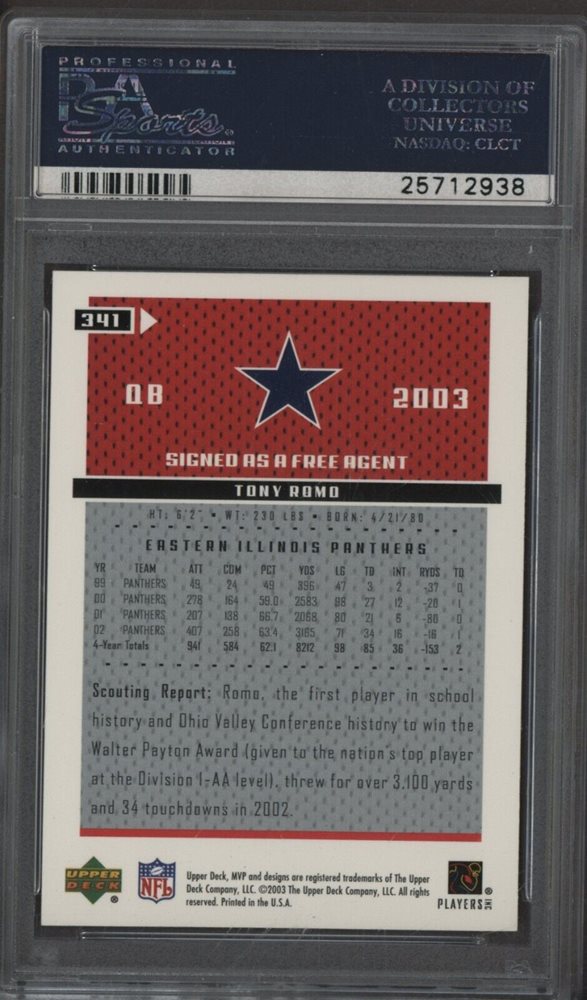 PROFESSIONAL
PSA
Sports
AUTHENTICATOR
A DIVISION OF
COLLECTORS
UNIVERSE
NASDAQ: CLCT
25712938
341
QB
2003
SIGNED AS A FREE AGENT
TONY ROMO
HT: 6'2" • WT: 230 LBS • BORN: 4/21/80
EASTERN ILLINOIS PANTHERS
YR TEAM ATT COM PCT YDS LG TD INT RYDS TD
99 PANTHERS 49 24 49 396 47 3 2 -37 0
00 PANTHERS 278 164 59.0 2583 98 27 12 -20 1
01 PANTHERS 207 138 66.7 2068 80 21 6 -80 0
02 PANTHERS 407 258 63.4 3165 71 34 16 -16 1
4-Year Totals 941 584 62.1 8212 98 85 36 -153 2
Scouting Report: Romo, the first player in school
history and Ohio Valley Conference history to win the
Walter Payton Award (given to the nation's top player
at the Division I-AA level), threw for over 3,100 yards
and 34 touchdowns in 2002.
UPPER
DECK
®
NFL
Upper Deck, MVP and designs are registered trademarks of The Upper
Deck Company, LLC. ©2003 The Upper Deck Company, LLC. All rights
reserved. Printed in the U.S.A.
PLAYERS INC ®